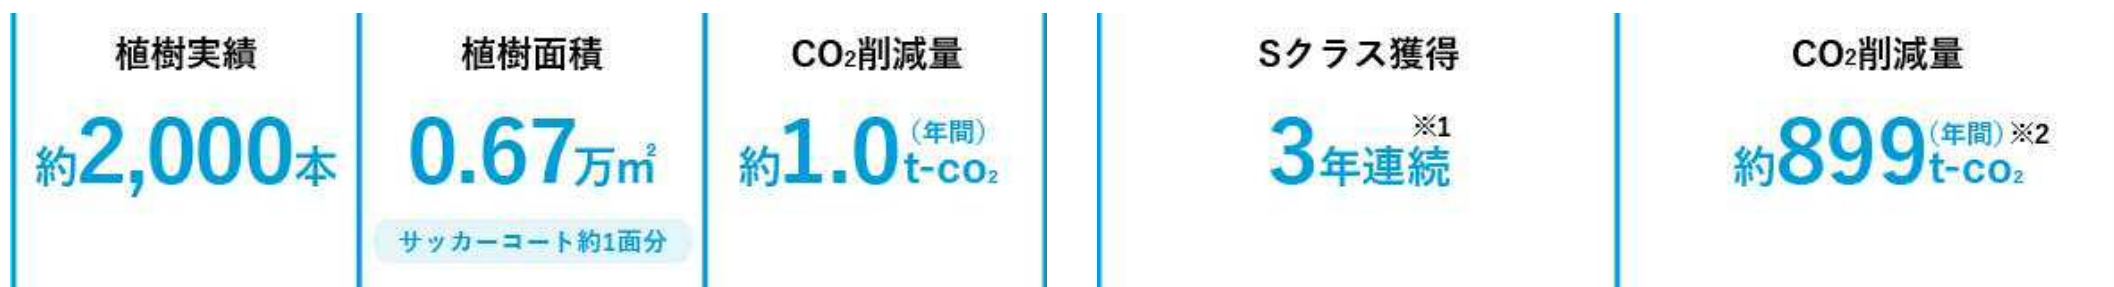 植樹実績
約2,000本
植樹面積
0.67万㎡
サッカーコート約1面分
CO₂削減量
約1.0（年間）t-co₂
Sクラス獲得
3年連続※1
CO₂削減量
約899（年間）※2 t-co₂